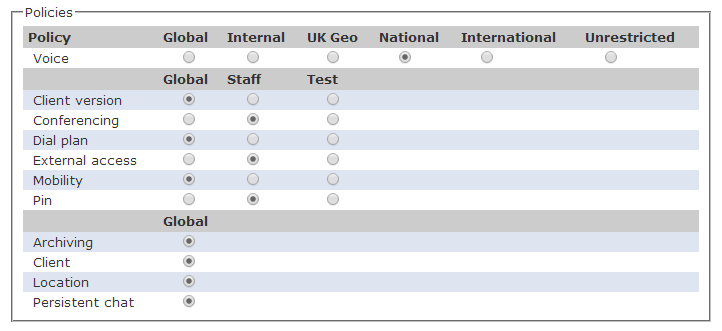 Policies
Policy Global Internal UK Geo National International Unrestricted
Voice
Global Staff Test
Client version
Conferencing
Dial plan
External access
Mobility
Pin
Global
Archiving
Client
Location
Persistent chat